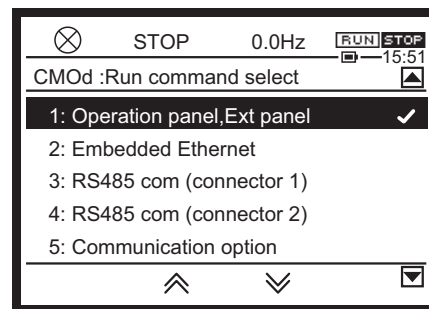 STOP 0.0Hz RUN STOP
15:51
CMOd :Run command select
1: Operation panel,Ext panel
2: Embedded Ethernet
3: RS485 com (connector 1)
4: RS485 com (connector 2)
5: Communication option